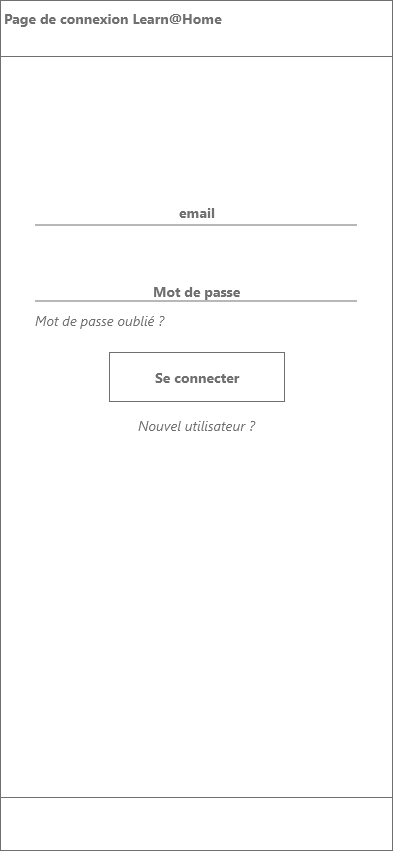 Page de connexion Learn@Home
email
Mot de passe
Mot de passe oublié ?
Se connecter
Nouvel utilisateur ?